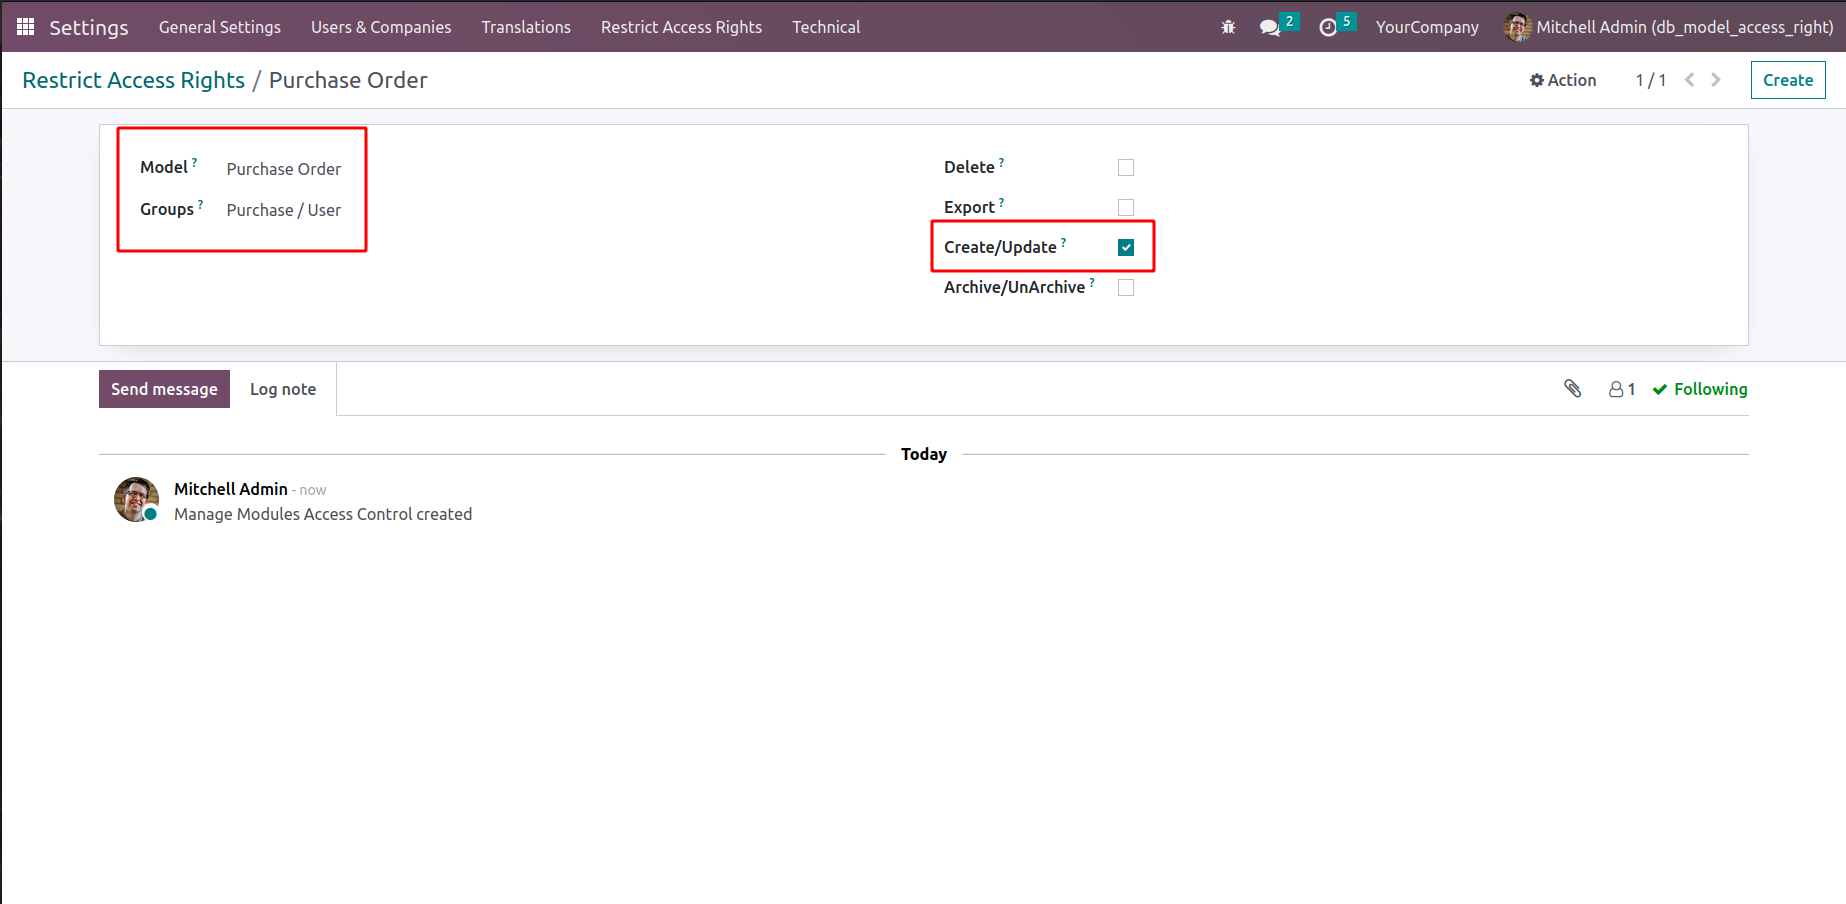 Settings General Settings Users & Companies Translations Restrict Access Rights Technical 2 5 YourCompany Mitchell Admin (db_model_access_right)
Restrict Access Rights / Purchase Order Action 1 / 1 Create
Model ? Purchase Order
Groups ? Purchase / User
Delete ?
Export ?
Create/Update ?
Archive/UnArchive ?
Send message Log note 1 Following
Today
Mitchell Admin - now
Manage Modules Access Control created